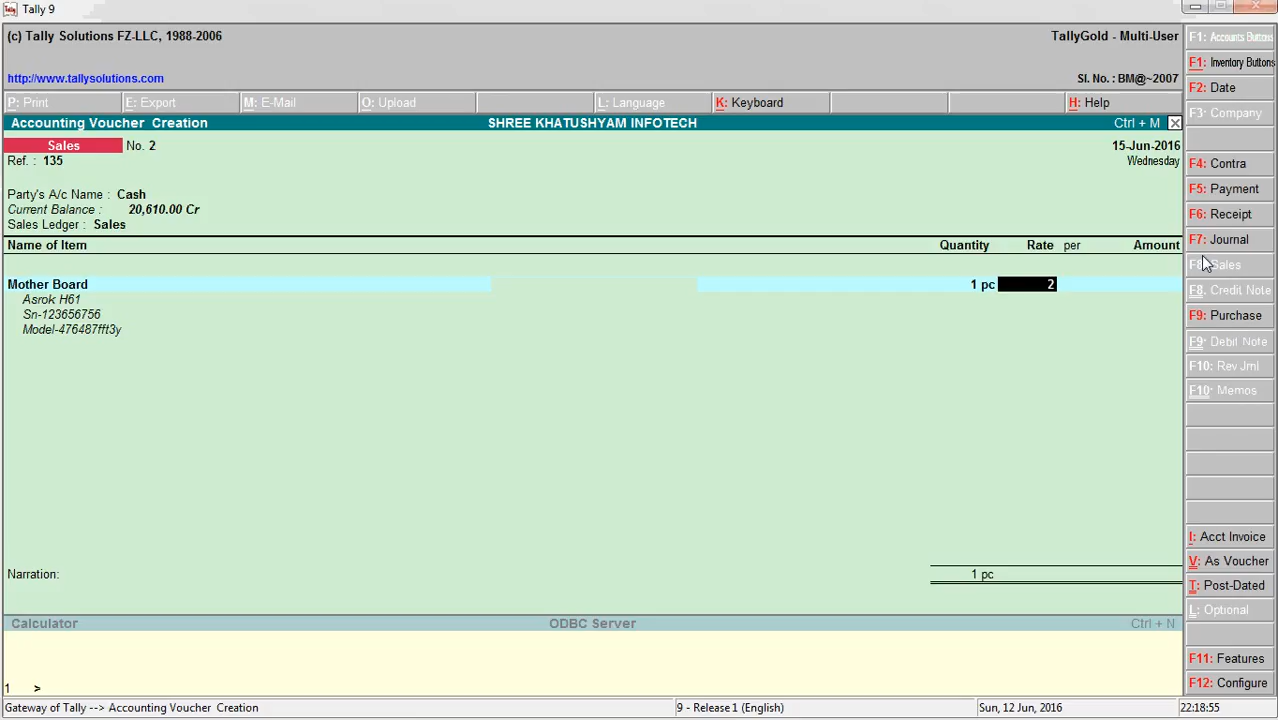 Tally 9
(c) Tally Solutions FZ-LLC, 1988-2006
TallyGold - Multi-User
http://www.tallysolutions.com
Sl. No.: BM@~2007
P: Print E: Export M: E-Mail O: Upload L: Language K: Keyboard H: Help
Accounting Voucher Creation SHREE KHATUSHYAM INFOTECH Ctrl + M
Sales No. 2 15-Jun-2016
Ref. : 135 Wednesday
Party's A/c Name : Cash
Current Balance : 20,610.00 Cr
Sales Ledger : Sales
Name of Item Quantity Rate per Amount
Mother Board 1 pc 2
Asrok H61
Sn-123656756
Model-476487fft3y
Narration: 1 pc
Calculator ODBC Server Ctrl + N
1 >
Gateway of Tally --> Accounting Voucher Creation 9 - Release 1 (English) Sun, 12 Jun, 2016 22:18:55
F1: Accounts Buttons
F1: Inventory Buttons
F2: Date
F3: Company
F4: Contra
F5: Payment
F6: Receipt
F7: Journal
F8: Sales
F8: Credit Note
F9: Purchase
F9: Debit Note
F10: Rev Jrnl
F10: Memos
I: Acct Invoice
V: As Voucher
T: Post-Dated
L: Optional
F11: Features
F12: Configure